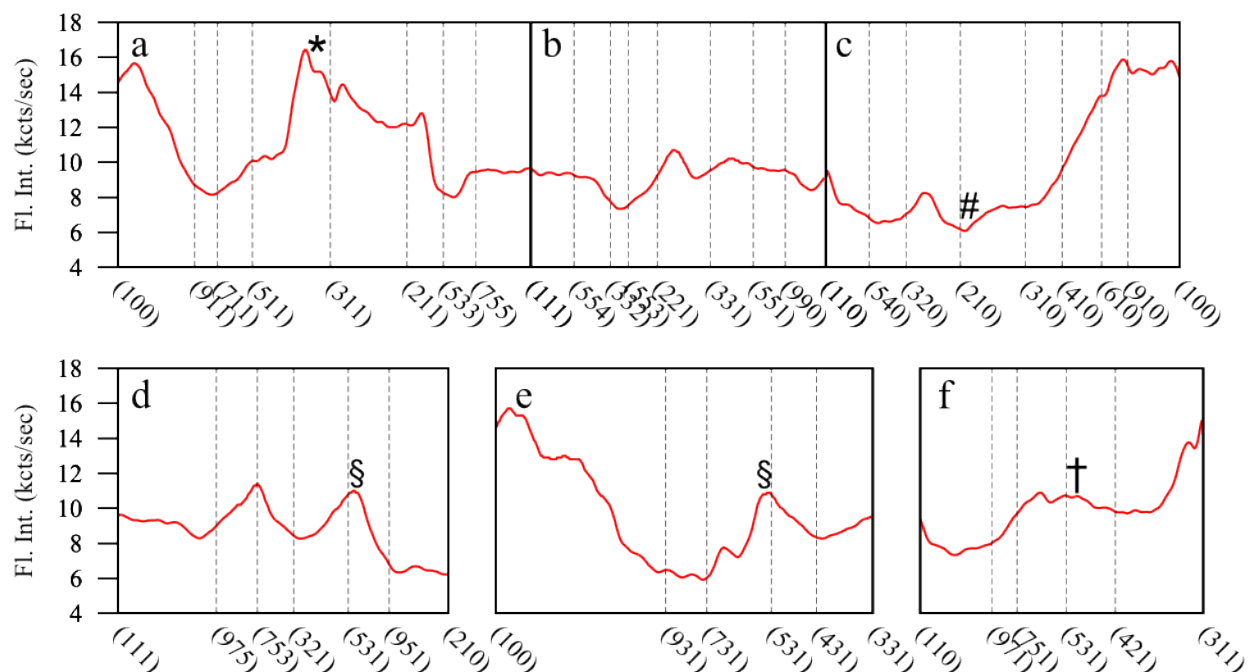 Fl. Int. (kcts/sec)
18
16
14
12
10
8
6
4
a
*
b
c
#
(100) (911) (711) (511) (311) (211) (533) (755) (111) (554) (332) (553) (221) (331) (551) (990) (110) (540) (320) (210) (310) (410) (610) (910) (100)
Fl. Int. (kcts/sec)
18
16
14
12
10
8
6
4
d
§
e
§
f
†
(111) (975) (753) (321) (531) (951) (210)
(100) (931) (731) (531) (431) (331)
(110) (971) (751) (531) (421) (311)